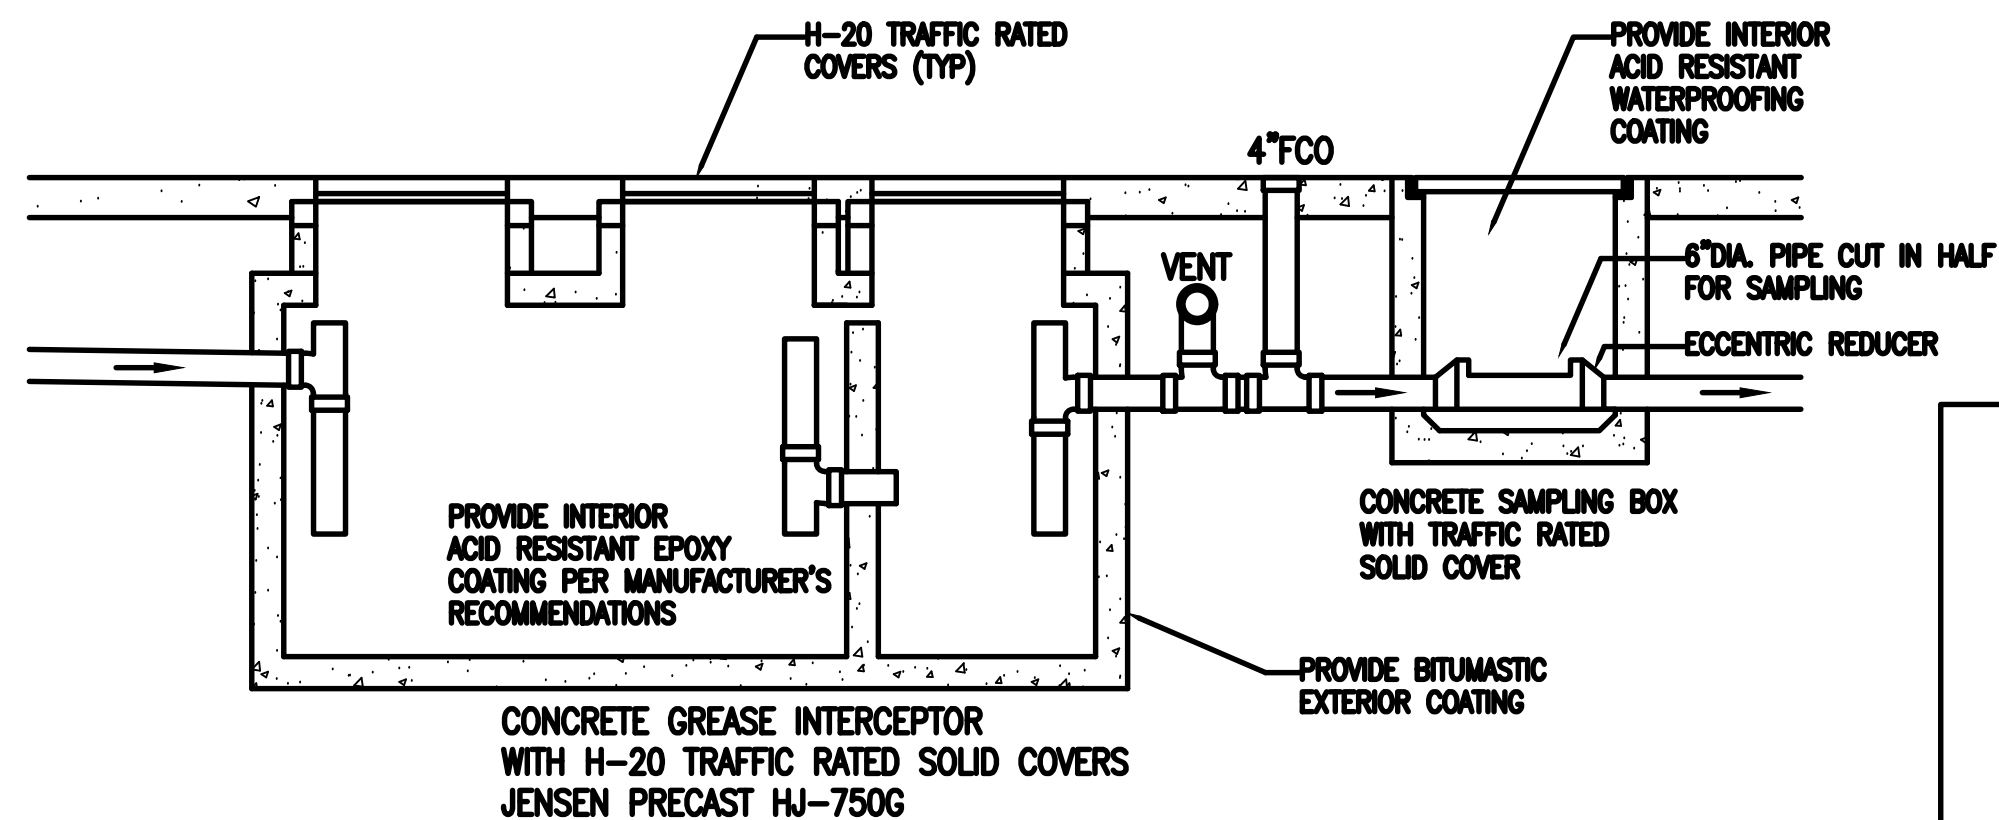 H-20 TRAFFIC RATED
COVERS (TYP)
PROVIDE INTERIOR
ACID RESISTANT
WATERPROOFING
COATING
4"FCO
VENT
6"DIA. PIPE CUT IN HALF
FOR SAMPLING
ECCENTRIC REDUCER
PROVIDE INTERIOR
ACID RESISTANT EPOXY
COATING PER MANUFACTURER'S
RECOMMENDATIONS
CONCRETE SAMPLING BOX
WITH TRAFFIC RATED
SOLID COVER
PROVIDE BITUMASTIC
EXTERIOR COATING
CONCRETE GREASE INTERCEPTOR
WITH H-20 TRAFFIC RATED SOLID COVERS
JENSEN PRECAST HJ-750G